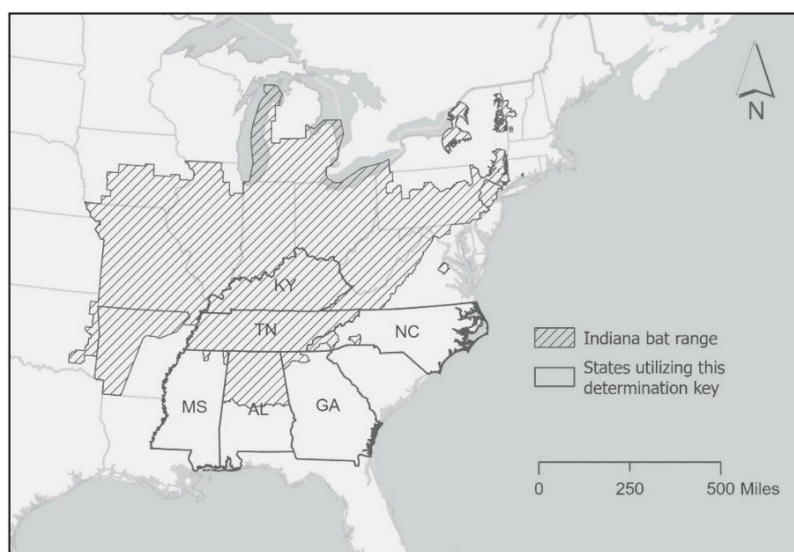 N
KY
TN
NC
MS
AL
GA
Indiana bat range
States utilizing this
determination key
0 250 500 Miles